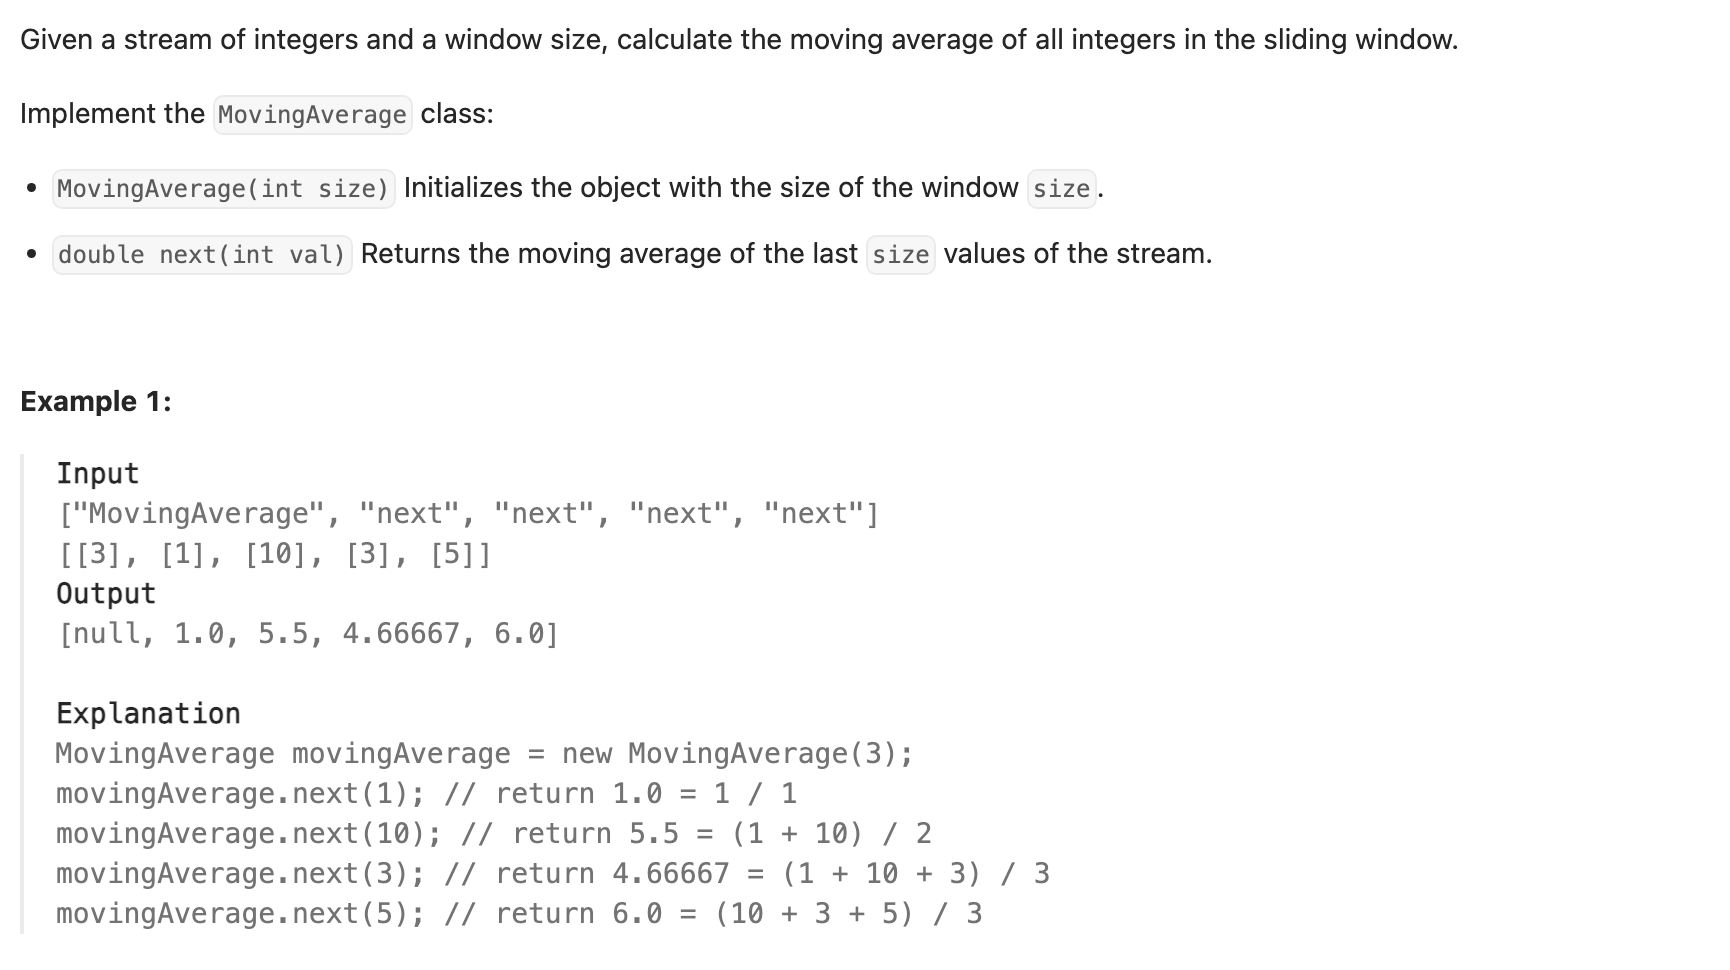 Given a stream of integers and a window size, calculate the moving average of all integers in the sliding window.
Implement the MovingAverage class:
• MovingAverage(int size) Initializes the object with the size of the window size.
• double next(int val) Returns the moving average of the last size values of the stream.
Example 1:
Input
["MovingAverage", "next", "next", "next", "next"]
[[3], [1], [10], [3], [5]]
Output
[null, 1.0, 5.5, 4.66667, 6.0]
Explanation
MovingAverage movingAverage = new MovingAverage(3);
movingAverage.next(1); // return 1.0 = 1 / 1
movingAverage.next(10); // return 5.5 = (1 + 10) / 2
movingAverage.next(3); // return 4.66667 = (1 + 10 + 3) / 3
movingAverage.next(5); // return 6.0 = (10 + 3 + 5) / 3